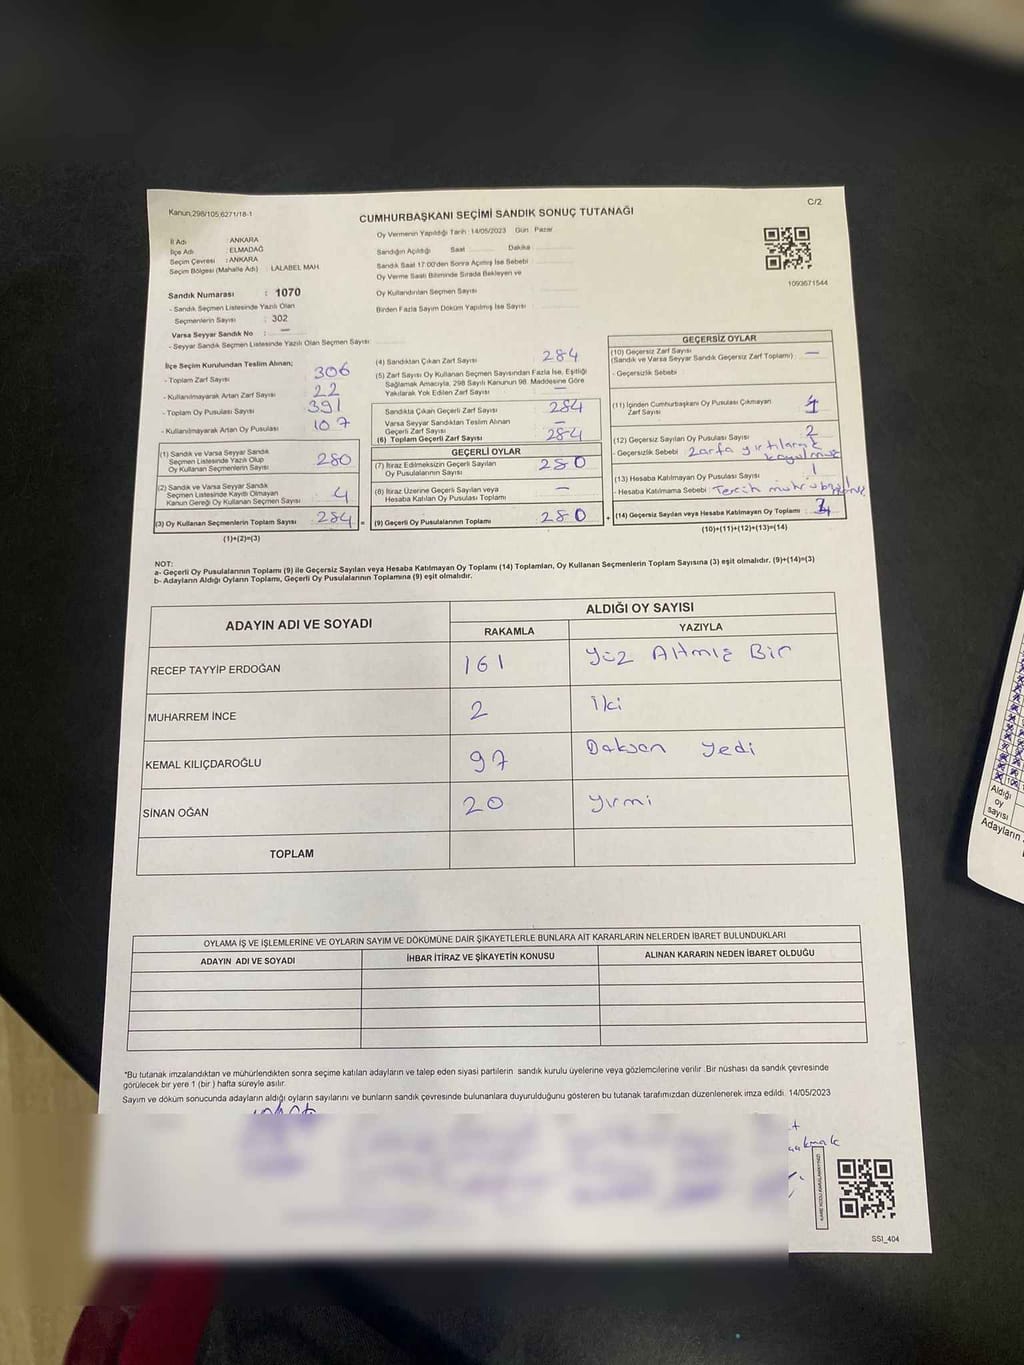 Kanun;298/105,6271/18-1
C/2
CUMHURBAŞKANI SEÇİMİ SANDIK SONUÇ TUTANAĞI
İl Adı : ANKARA
İlçe Adı : ELMADAĞ
Seçim Çevresi : ANKARA
Seçim Bölgesi (Mahalle Adı) : LALABEL MAH
Sandık Numarası : 1070
- Sandık Seçmen Listesinde Yazılı Olan
Seçmenlerin Sayısı : 302
Varsa Seyyar Sandık No : —
- Seyyar Sandık Seçmen Listesinde Yazılı Olan Seçmen Sayısı
Oy Vermenin Yapıldığı Tarih : 14/05/2023 Gün : Pazar
Sandığın Açıldığı Saat Dakika
Sandık Saat 17:00'den Sonra Açılmış İse Sebebi
Oy Verme Saati Bitiminde Sırada Bekleyen ve
Oy Kullandırılan Seçmen Sayısı
Birden Fazla Sayım Döküm Yapılmış İse Sayısı
1093671544
İlçe Seçim Kurulundan Teslim Alınan;
- Toplam Zarf Sayısı 306
- Kullanılmayarak Artan Zarf Sayısı 22
- Toplam Oy Pusulası Sayısı 391
- Kullanılmayarak Artan Oy Pusulası 107
(1) Sandık ve Varsa Seyyar Sandık
Seçmen Listesinde Yazılı Olup
Oy Kullanan Seçmenlerin Sayısı 280
(2) Sandık ve Varsa Seyyar Sandık
Seçmen Listesinde Kayıtlı Olmayan
Kanun Gereği Oy Kullanan Seçmen Sayısı 4
(3) Oy Kullanan Seçmenlerin Toplam Sayısı 284 =
(1)+(2)=(3)
(4) Sandıktan Çıkan Zarf Sayısı 284
(5) Zarf Sayısı Oy Kullanan Seçmen Sayısından Fazla İse, Eşitliği
Sağlamak Amacıyla, 298 Sayılı Kanunun 98. Maddesine Göre
Yakılarak Yok Edilen Zarf Sayısı —
Sandıkta Çıkan Geçerli Zarf Sayısı 284
Varsa Seyyar Sandıktan Teslim Alınan
Geçerli Zarf Sayısı —
(6) Toplam Geçerli Zarf Sayısı 284
GEÇERLİ OYLAR
(7) İtiraz Edilmeksizin Geçerli Sayılan
Oy Pusulalarının Sayısı 280
(8) İtiraz Üzerine Geçerli Sayılan veya
Hesaba Katılan Oy Pusulası Toplamı —
(9) Geçerli Oy Pusulalarının Toplamı 280 +
GEÇERSİZ OYLAR
(10) Geçersiz Zarf Sayısı
(Sandık ve Varsa Seyyar Sandık Geçersiz Zarf Toplamı) —
- Geçersizlik Sebebi
(11) İçinden Cumhurbaşkanı Oy Pusulası Çıkmayan
Zarf Sayısı 1
(12) Geçersiz Sayılan Oy Pusulası Sayısı 2
- Geçersizlik Sebebi zarfa yırtılarak
koyulmuş
(13) Hesaba Katılmayan Oy Pusulası Sayısı 1
- Hesaba Katılmama Sebebi Tercih mührü
(14) Geçersiz Sayılan veya Hesaba Katılmayan Oy Toplamı 4
(10)+(11)+(12)+(13)=(14)
NOT:
a- Geçerli Oy Pusulalarının Toplamı (9) ile Geçersiz Sayılan veya Hesaba Katılmayan Oy Toplamı (14) Toplamları, Oy Kullanan Seçmenlerin Toplam Sayısına (3) eşit olmalıdır. (9)+(14)=(3)
b- Adayların Aldığı Oyların Toplamı, Geçerli Oy Pusulalarının Toplamına (9) eşit olmalıdır.
ADAYIN ADI VE SOYADI ALDIĞI OY SAYISI
RAKAMLA YAZIYLA
RECEP TAYYİP ERDOĞAN 161 Yüz Altmış Bir
MUHARREM İNCE 2 İki
KEMAL KILIÇDAROĞLU 97 Doksan yedi
SİNAN OĞAN 20 yirmi
TOPLAM
OYLAMA İŞ VE İŞLEMLERİNE VE OYLARIN SAYIM VE DÖKÜMÜNE DAİR ŞİKAYETLERLE BUNLARA AİT KARARLARIN NELERDEN İBARET BULUNDUKLARI
ADAYIN ADI VE SOYADI İHBAR İTİRAZ VE ŞİKAYETİN KONUSU ALINAN KARARIN NEDEN İBARET OLDUĞU
*Bu tutanak imzalandıktan ve mühürlendikten sonra seçime katılan adayların ve talep eden siyasi partilerin sandık kurulu üyelerine veya gözlemcilerine verilir .Bir nüshası da sandık çevresinde
görülecek bir yere 1 (bir ) hafta süreyle asılır.
Sayım ve döküm sonucunda adayların aldığı oyların sayılarını ve bunların sandık çevresinde bulunanlara duyurulduğunu gösteren bu tutanak tarafımızdan düzenlenerek imza edildi. 14/05/2023
SSI_404
Aldığı
oy
sayısı
Adayların